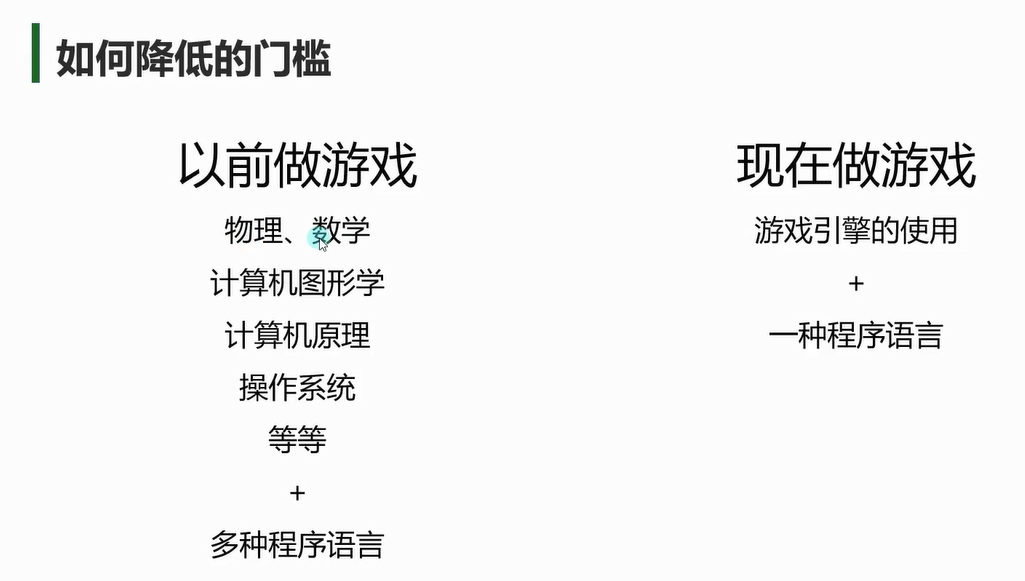 如何降低的门槛
以前做游戏
物理、数学
计算机图形学
计算机原理
操作系统
等等
+
多种程序语言
现在做游戏
游戏引擎的使用
+
一种程序语言